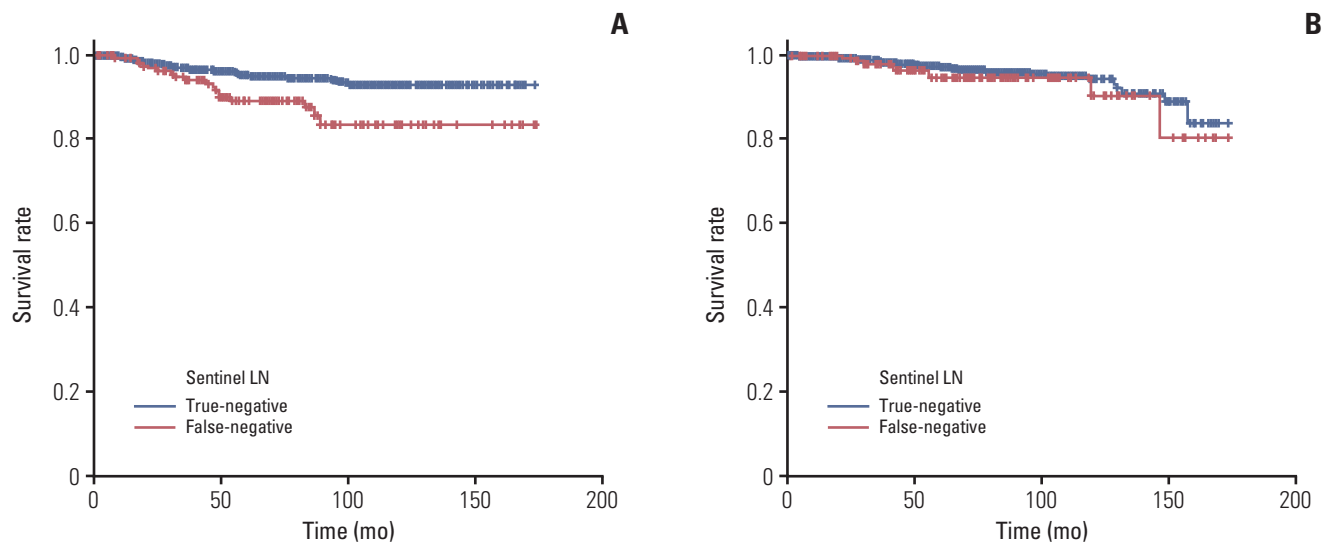 A
1.0
0.8
0.6
0.4
0.2
0
Survival rate
Sentinel LN
True-negative
False-negative
0 50 100 150 200
Time (mo)
B
1.0
0.8
0.6
0.4
0.2
0
Survival rate
Sentinel LN
True-negative
False-negative
0 50 100 150 200
Time (mo)